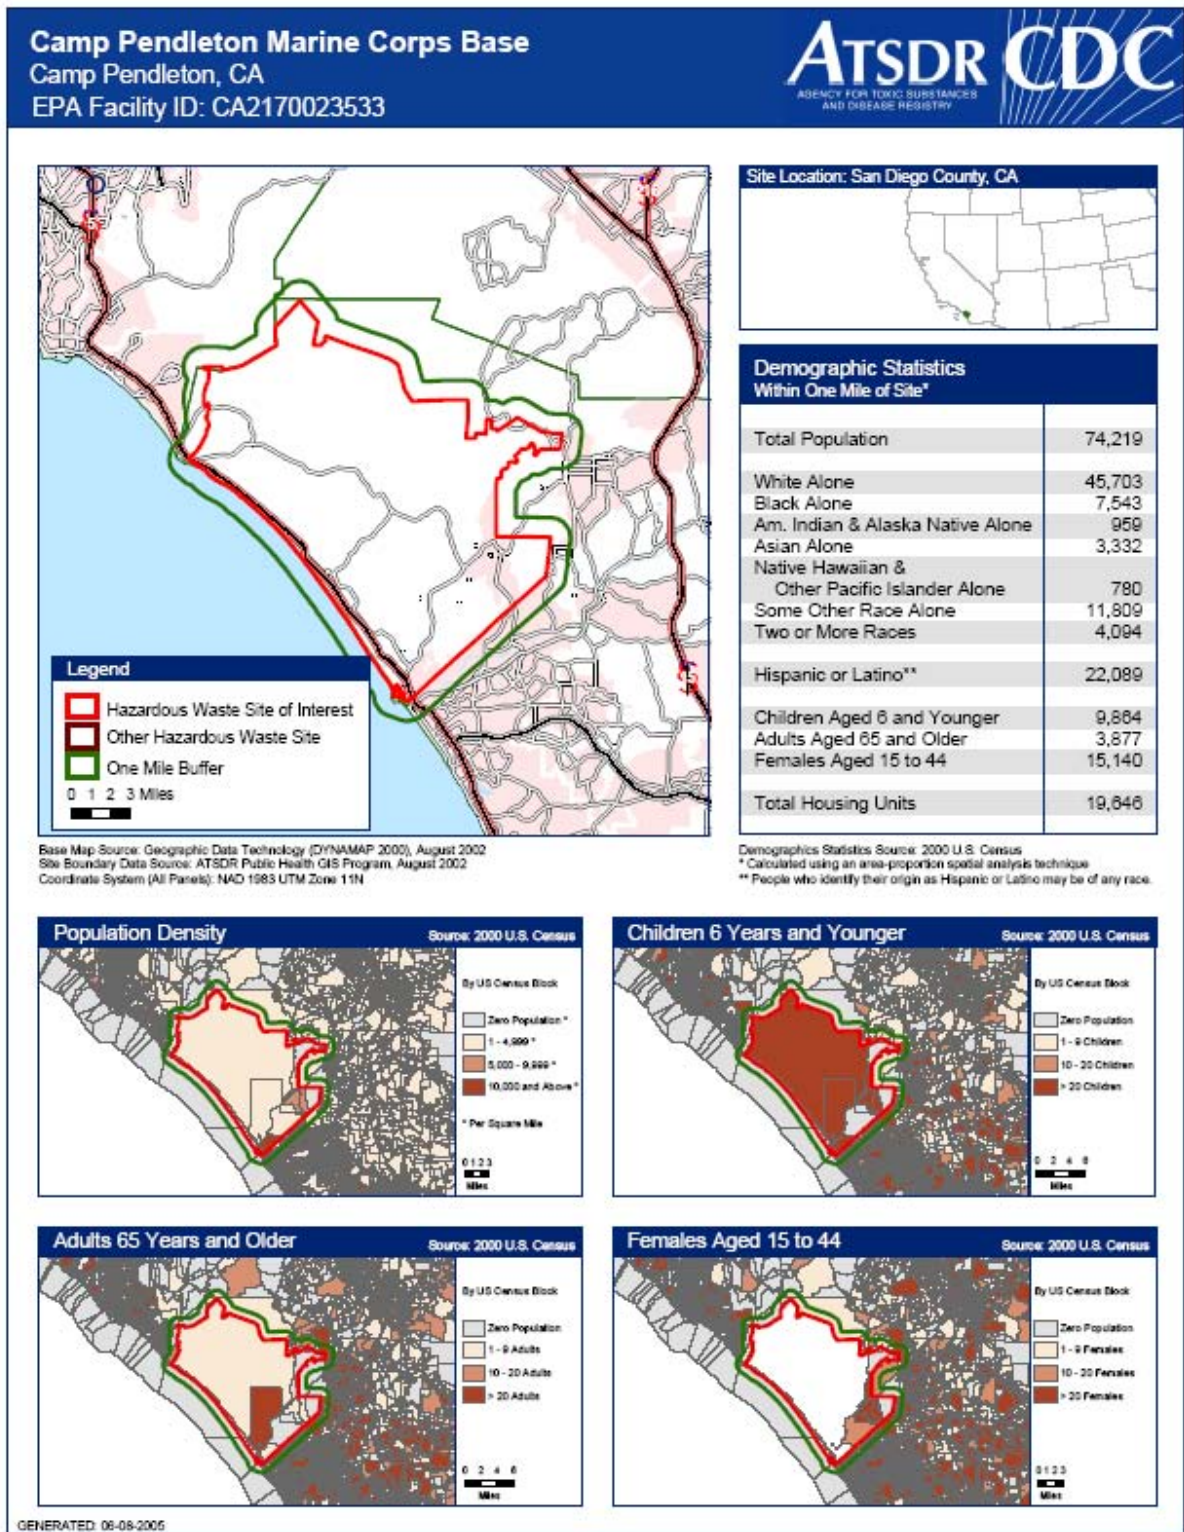 Camp Pendleton Marine Corps Base
Camp Pendleton, CA
EPA Facility ID: CA2170023533
ATSDR CDC
AGENCY FOR TOXIC SUBSTANCES
AND DISEASE REGISTRY
Site Location: San Diego County, CA
Demographic Statistics
Within One Mile of Site*
Total Population 74,219
White Alone 45,703
Black Alone 7,543
Am. Indian & Alaska Native Alone 959
Asian Alone 3,332
Native Hawaiian &
Other Pacific Islander Alone 780
Some Other Race Alone 11,809
Two or More Races 4,094
Hispanic or Latino** 22,089
Children Aged 6 and Younger 9,864
Adults Aged 65 and Older 3,877
Females Aged 15 to 44 15,140
Total Housing Units 19,646
Legend
Hazardous Waste Site of Interest
Other Hazardous Waste Site
One Mile Buffer
0 1 2 3 Miles
Base Map Source: Geographic Data Technology (DYNAMAP 2000), August 2002
Site Boundary Data Source: ATSDR Public Health GIS Program, August 2002
Coordinate System (All Panels): NAD 1983 UTM Zone 11N
Demographics Statistics Source: 2000 U.S. Census
* Calculated using an area-proportion spatial analysis technique
** People who identify their origin as Hispanic or Latino may be of any race.
Population Density Source: 2000 U.S. Census
By US Census Block
Zero Population *
1 - 4,999 *
5,000 - 9,999 *
10,000 and Above *
* Per Square Mile
0 1 2 3
Miles
Children 6 Years and Younger Source: 2000 U.S. Census
By US Census Block
Zero Population
1 - 9 Children
10 - 20 Children
> 20 Children
0 2 4 6
Miles
Adults 65 Years and Older Source: 2000 U.S. Census
By US Census Block
Zero Population
1 - 9 Adults
10 - 20 Adults
> 20 Adults
0 2 4 6
Miles
Females Aged 15 to 44 Source: 2000 U.S. Census
By US Census Block
Zero Population
1 - 9 Females
10 - 20 Females
> 20 Females
0 1 2 3
Miles
GENERATED: 06-08-2005